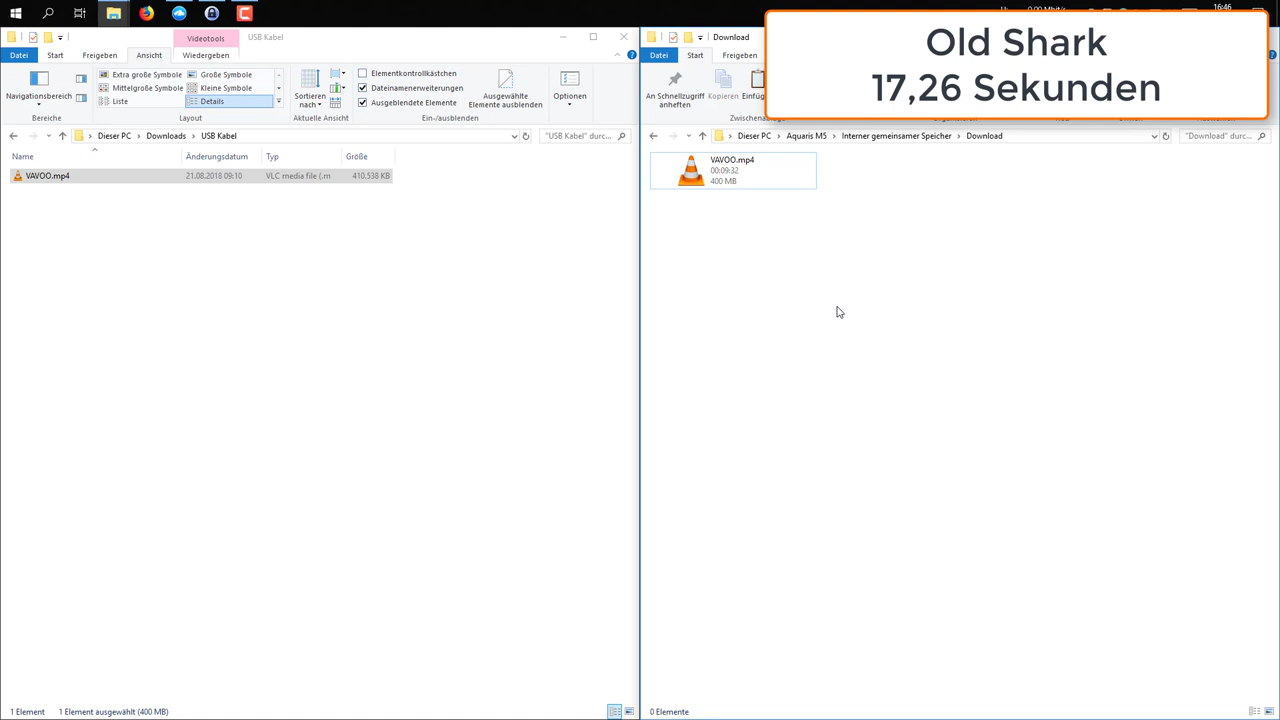 16:46
Old Shark
17,26 Sekunden
Videotools
USB Kabel
Datei
Start
Freigeben
Ansicht
Wiedergeben
Navigationsbereich
Extra große Symbole
Große Symbole
Mittelgroße Symbole
Kleine Symbole
Liste
Details
Sortieren
nach
Elementkontrollkästchen
Dateinamenerweiterungen
Ausgeblendete Elemente
Ausgewählte
Elemente ausblenden
Optionen
Bereiche
Layout
Aktuelle Ansicht
Ein-/ausblenden
Dieser PC
Downloads
USB Kabel
"USB Kabel" durc...
Name
Änderungsdatum
Typ
Größe
VAVOO.mp4
21.08.2018 09:10
VLC media file (.m
410.538 KB
1 Element
1 Element ausgewählt (400 MB)
Download
Datei
Start
Freigeben
An Schnellzugriff
anheften
Kopieren
Dieser PC
Aquaris M5
Interner gemeinsamer Speicher
Download
"Download" durc...
VAVOO.mp4
00:09:32
400 MB
0 Elemente